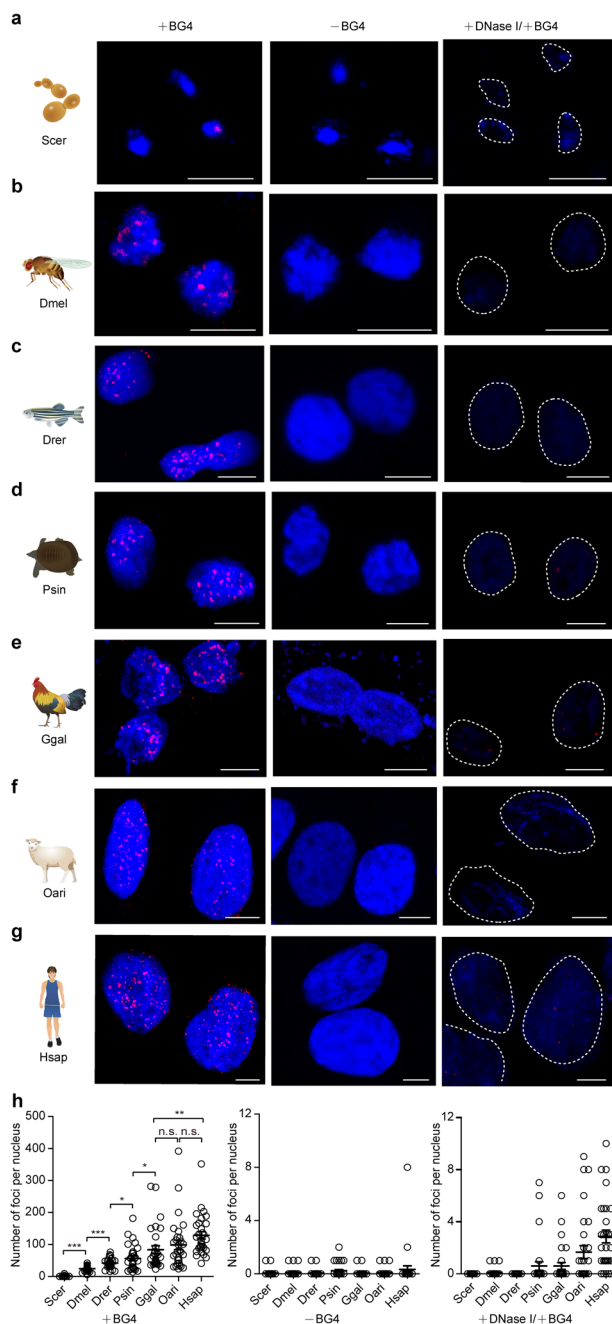 a
+BG4
−BG4
+DNase I/+BG4
Scer
b
Dmel
c
Drer
d
Psin
e
Ggal
f
Oari
g
Hsap
h
Number of foci per nucleus
500
400
300
200
100
0
***
***
*
*
n.s.
n.s.
**
Scer
Dmel
Drer
Psin
Ggal
Oari
Hsap
+BG4
Number of foci per nucleus
12
8
4
0
Scer
Dmel
Drer
Psin
Ggal
Oari
Hsap
−BG4
Number of foci per nucleus
12
8
4
0
Scer
Dmel
Drer
Psin
Ggal
Oari
Hsap
+DNase I/+BG4